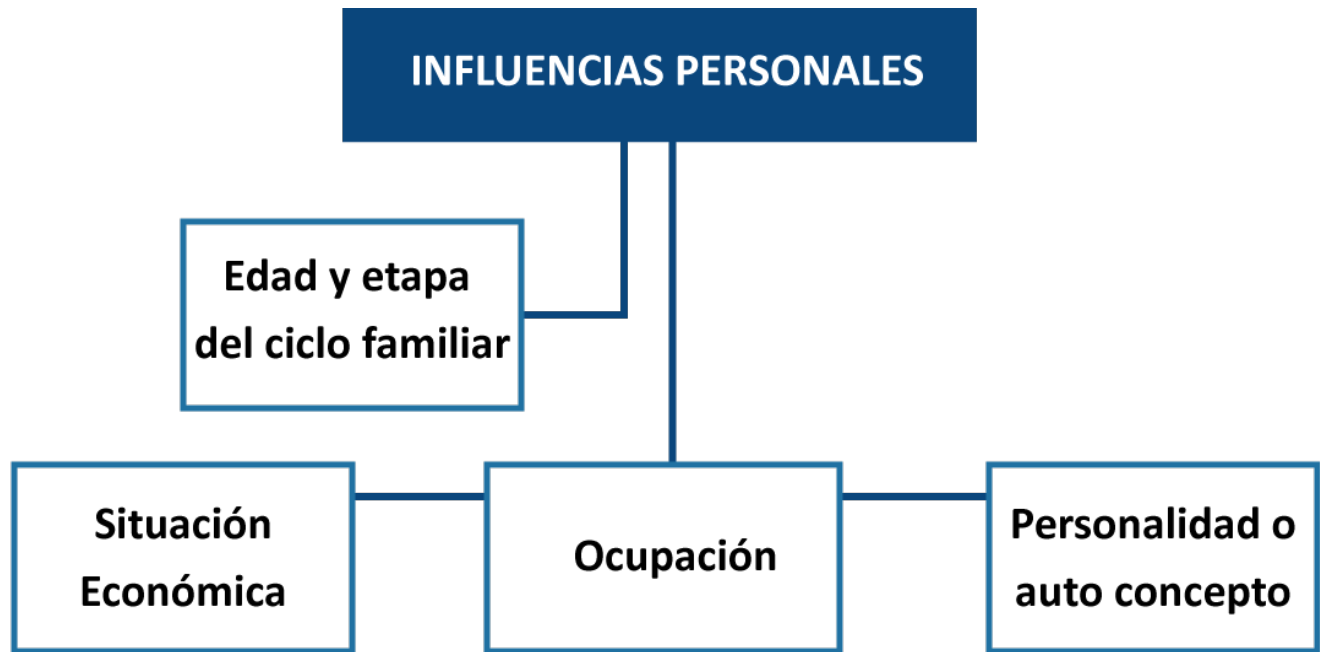 INFLUENCIAS PERSONALES
Edad y etapa
del ciclo familiar
Situación
Económica
Ocupación
Personalidad o
auto concepto